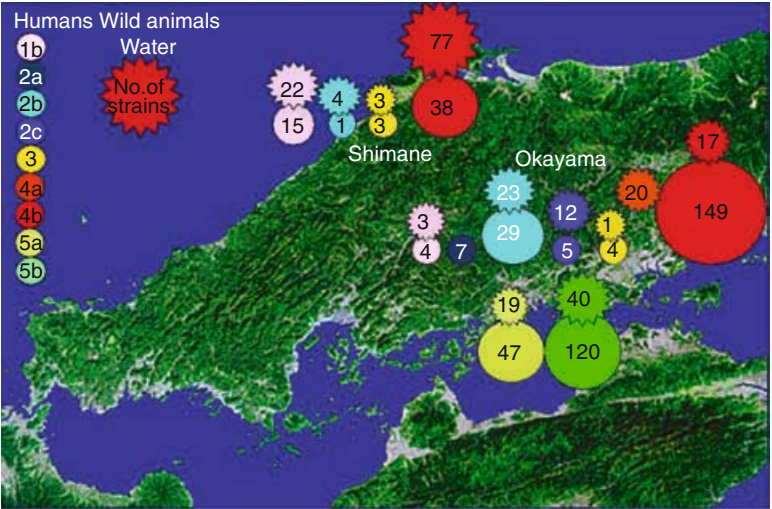 Humans Wild animals
Water
1b
2a
2b
2c
3
4a
4b
5a
5b
No.of
strains
77
38
22
15
4
1
3
3
Shimane
Okayama
17
149
20
23
29
12
5
1
4
3
4
7
19
47
40
120